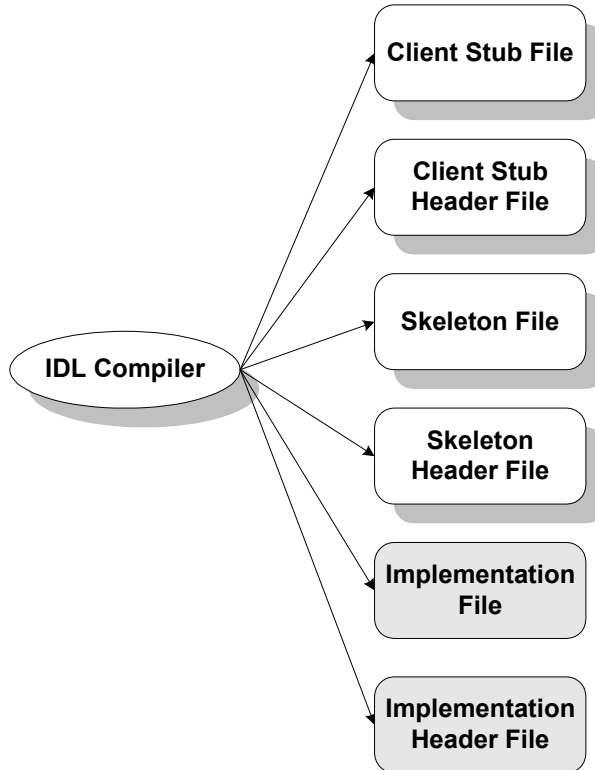 Client Stub File
Client Stub
Header File
Skeleton File
IDL Compiler
Skeleton
Header File
Implementation
File
Implementation
Header File